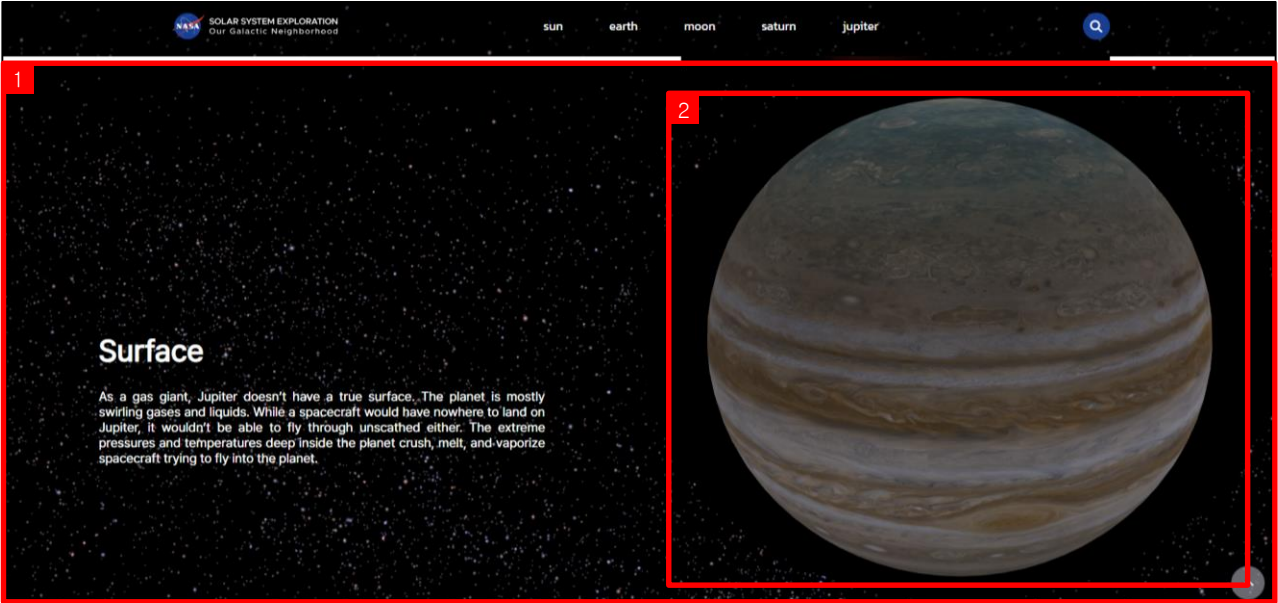 NASA
SOLAR SYSTEM EXPLORATION
Our Galactic Neighborhood
sun earth moon saturn jupiter
1
2
Surface
As a gas giant, Jupiter doesn't have a true surface. The planet is mostly
swirling gases and liquids. While a spacecraft would have nowhere to land on
Jupiter, it wouldn't be able to fly through unscathed either. The extreme
pressures and temperatures deep inside the planet crush, melt, and vaporize
spacecraft trying to fly into the planet.